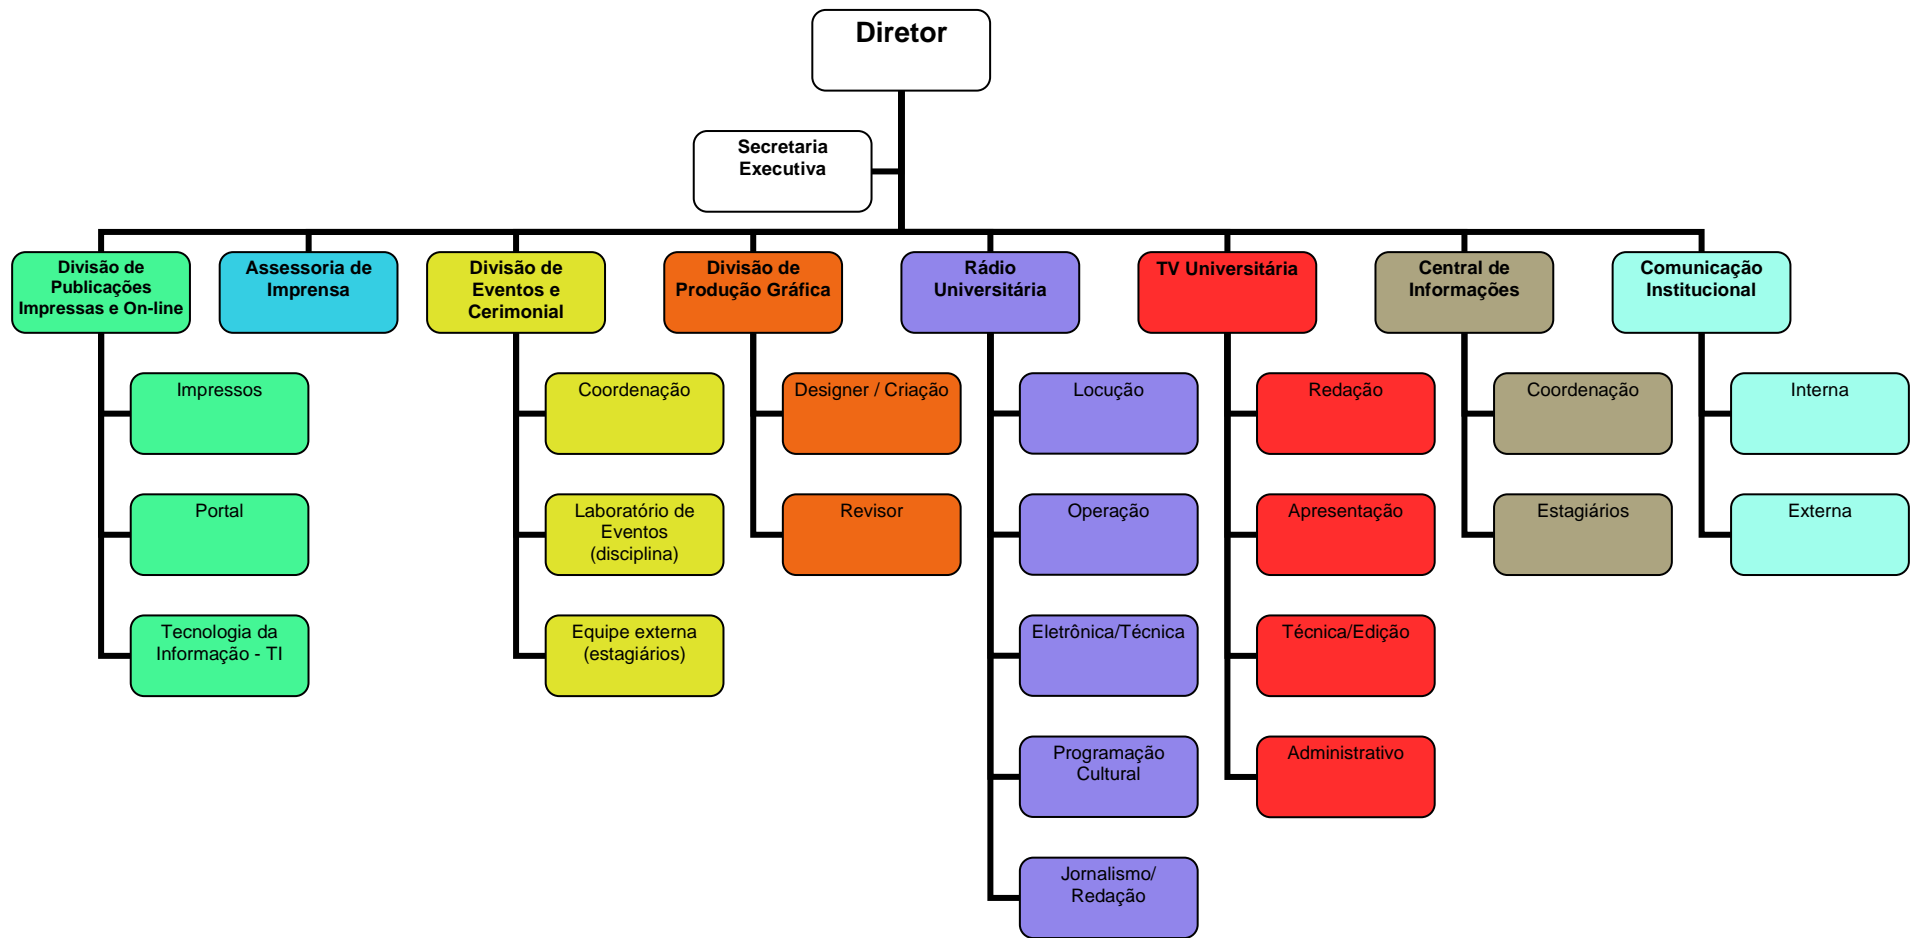 Diretor
Secretaria
Executiva
Divisão de
Publicações
Impressas e On-line
Assessoria de
Imprensa
Divisão de
Eventos e
Cerimonial
Divisão de
Produção Gráfica
Rádio
Universitária
TV Universitária
Central de
Informações
Comunicação
Institucional
Impressos
Coordenação
Designer / Criação
Locução
Redação
Coordenação
Interna
Portal
Laboratório de
Eventos
(disciplina)
Revisor
Operação
Apresentação
Estagiários
Externa
Tecnologia da
Informação - TI
Equipe externa
(estagiários)
Eletrônica/Técnica
Técnica/Edição
Programação
Cultural
Administrativo
Jornalismo/
Redação